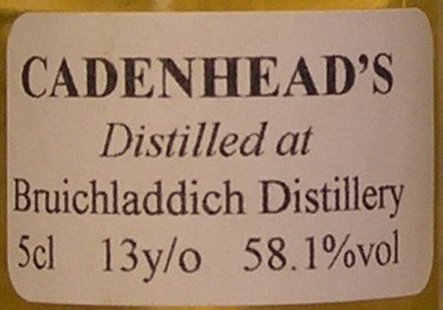 CADENHEAD'S
Distilled at
Bruichladdich Distillery
5cl 13y/o 58.1%vol